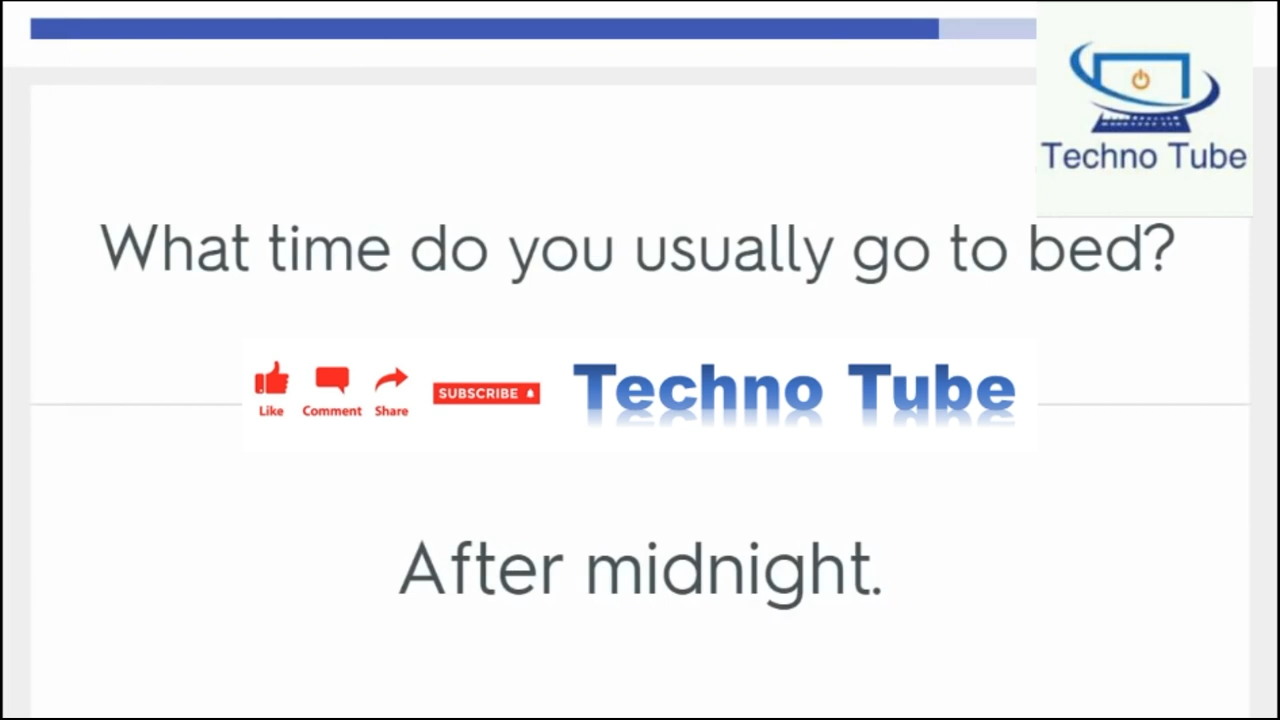 Techno Tube
What time do you usually go to bed?
Like Comment Share SUBSCRIBE Techno Tube
After midnight.